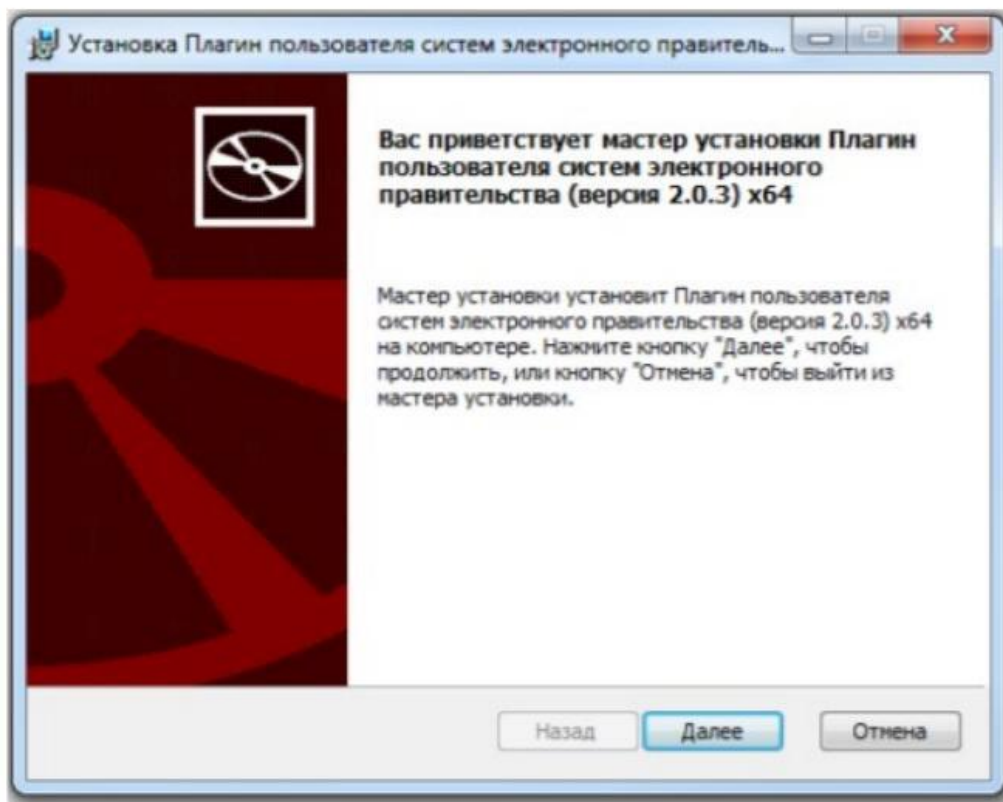 Установка Плагин пользователя систем электронного правитель...
Вас приветствует мастер установки Плагин
пользователя систем электронного
правительства (версия 2.0.3) x64
Мастер установки установит Плагин пользователя
систем электронного правительства (версия 2.0.3) x64
на компьютере. Нажмите кнопку "Далее", чтобы
продолжить, или кнопку "Отмена", чтобы выйти из
мастера установки.
Назад
Далее
Отмена